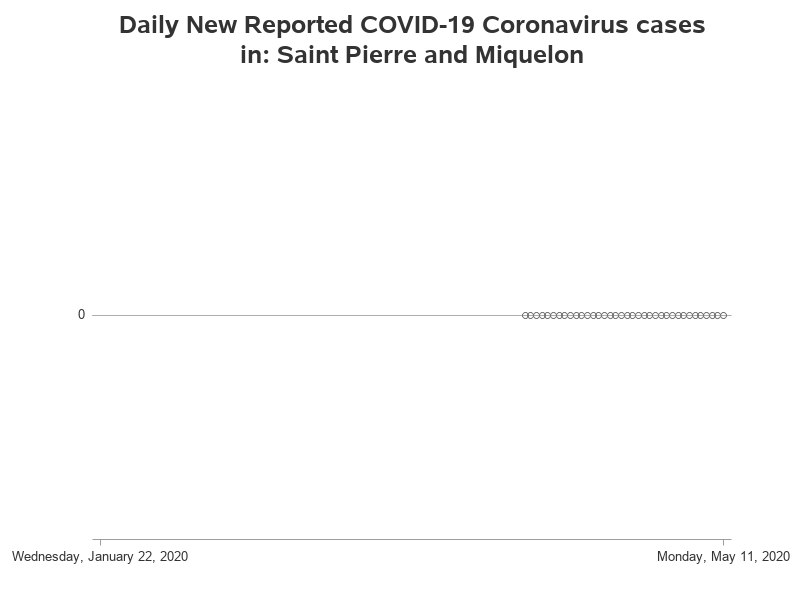 Daily New Reported COVID-19 Coronavirus cases
in: Saint Pierre and Miquelon
0
Wednesday, January 22, 2020
Monday, May 11, 2020